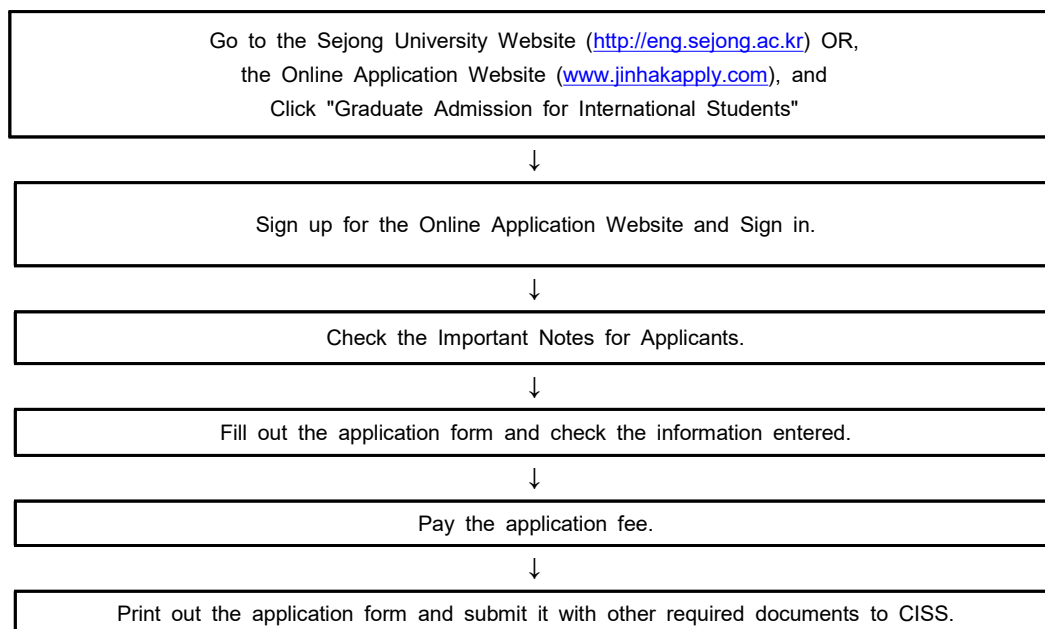 Go to the Sejong University Website (http://eng.sejong.ac.kr) OR,
the Online Application Website (www.jinhakapply.com), and
Click "Graduate Admission for International Students"
↓
Sign up for the Online Application Website and Sign in.
↓
Check the Important Notes for Applicants.
↓
Fill out the application form and check the information entered.
↓
Pay the application fee.
↓
Print out the application form and submit it with other required documents to CISS.